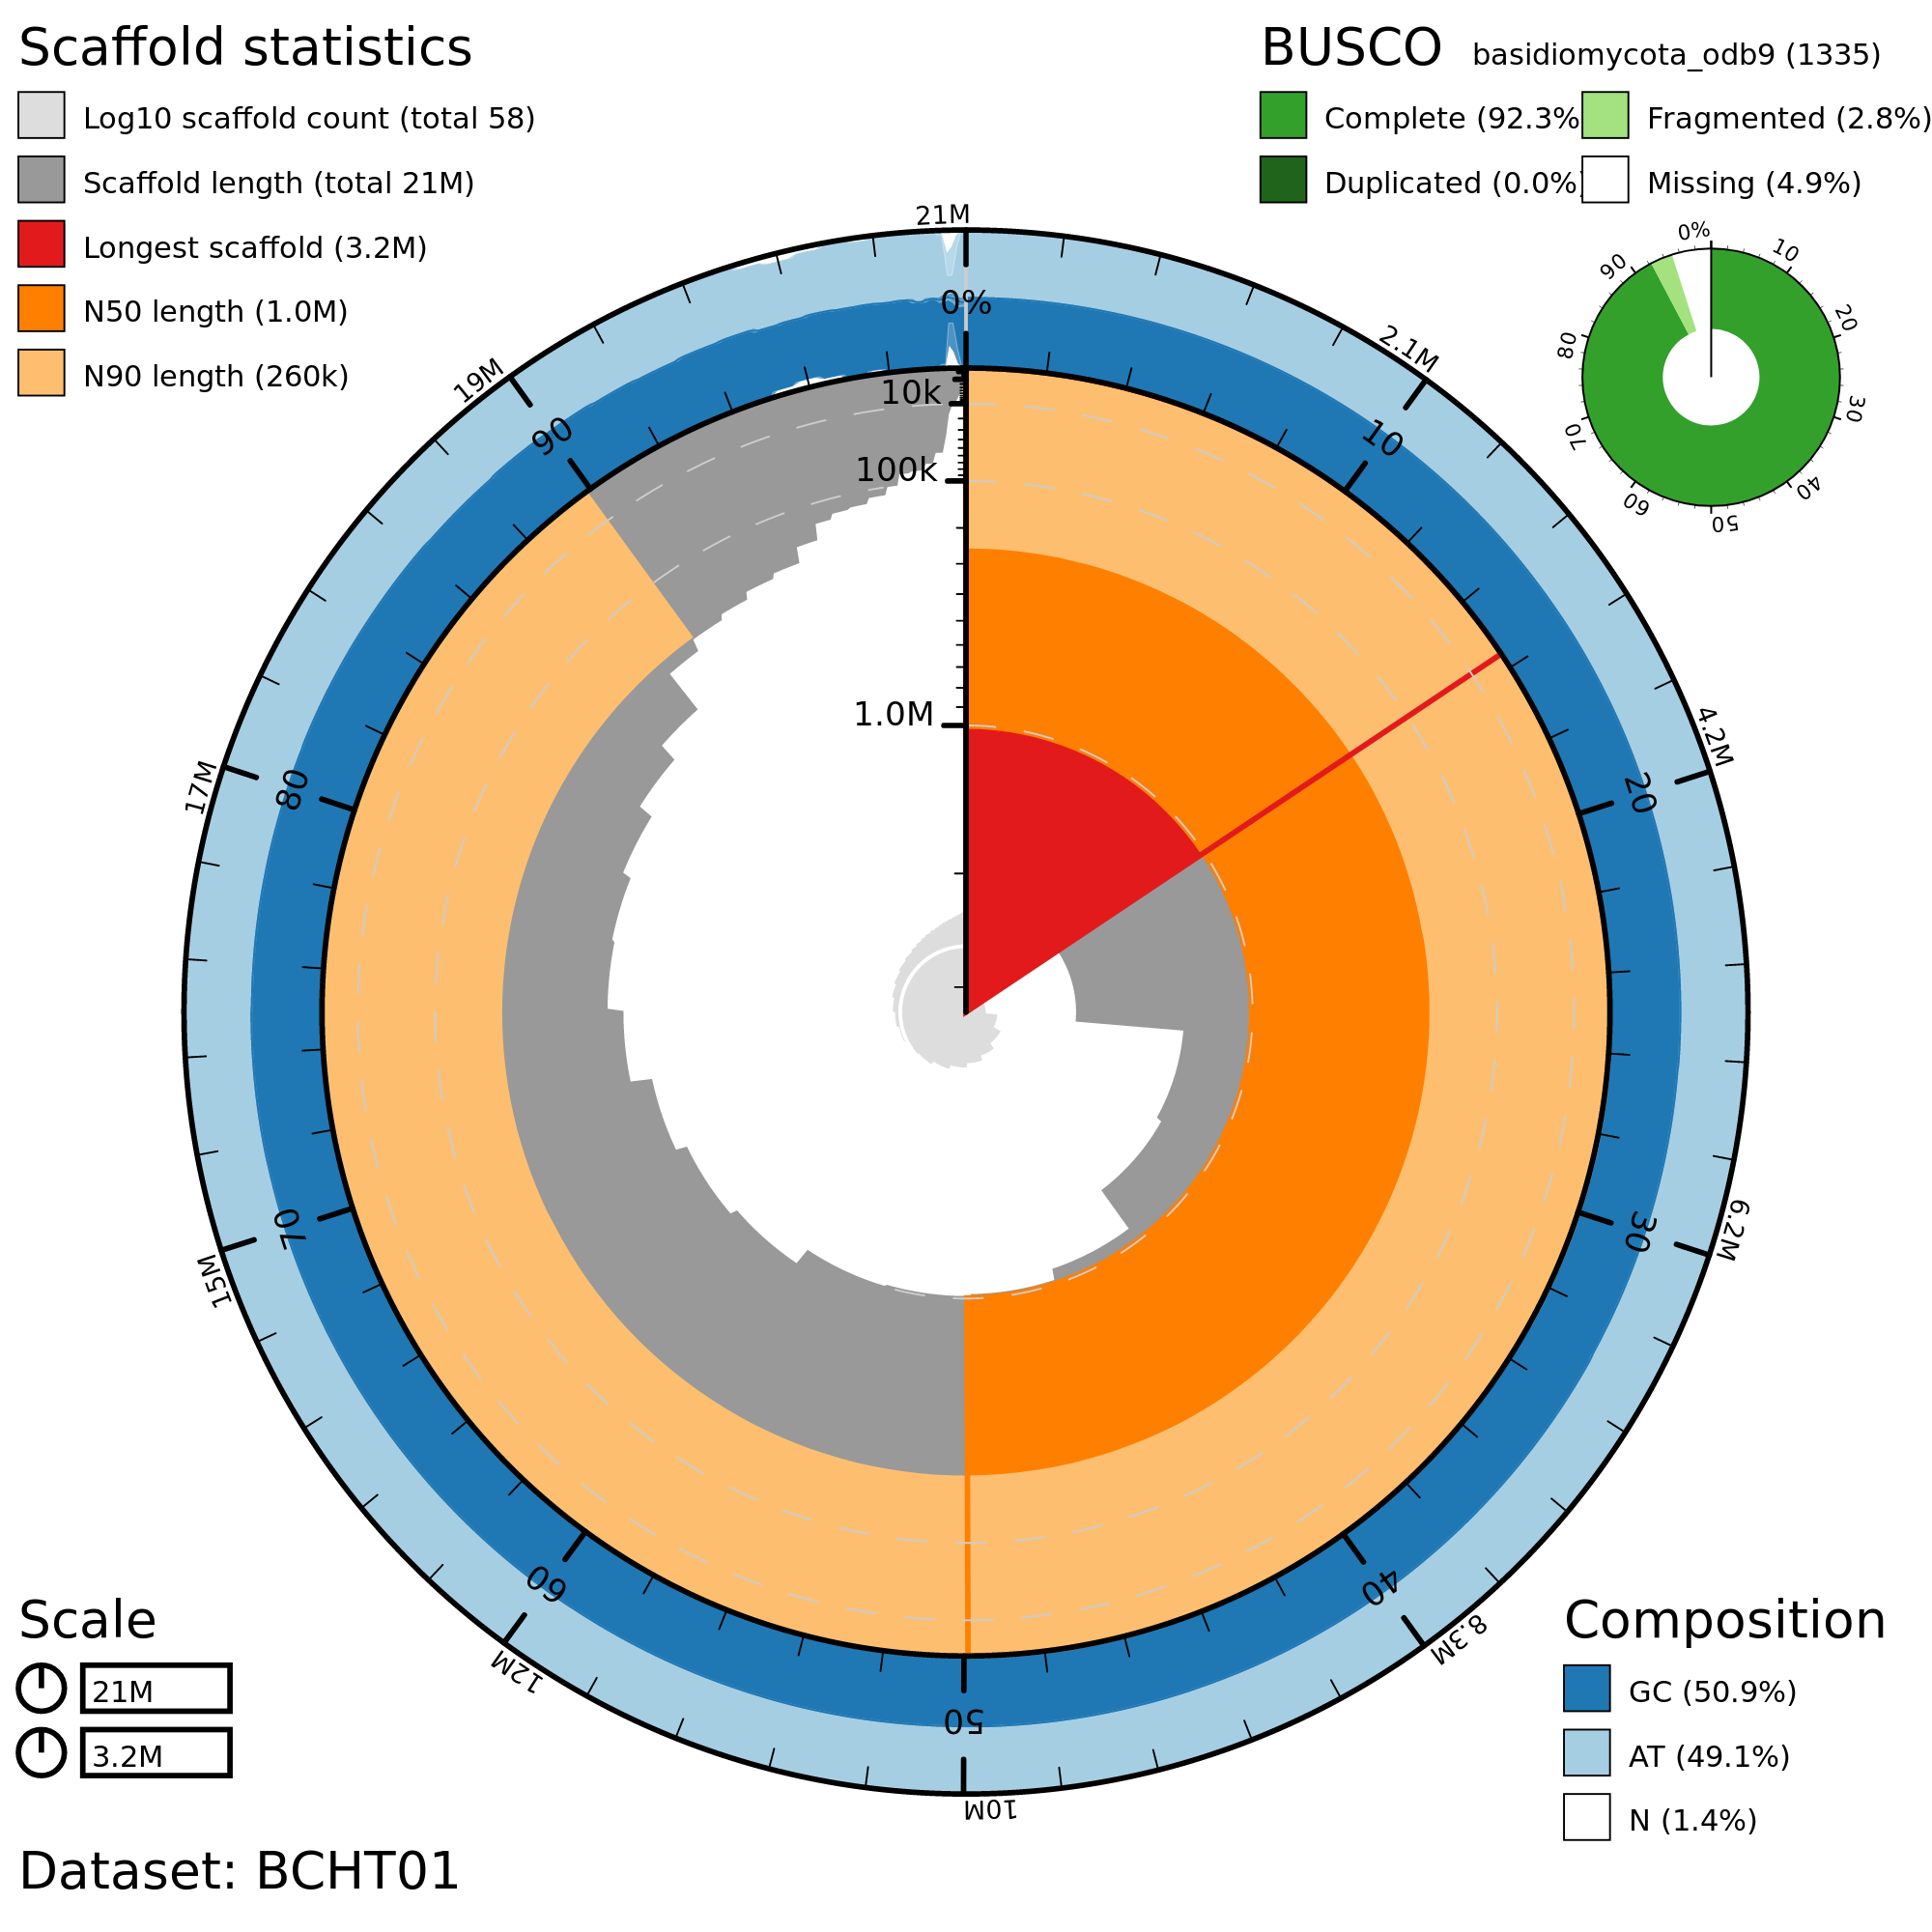 Scaffold statistics
Log10 scaffold count (total 58)
Scaffold length (total 21M)
Longest scaffold (3.2M)
N50 length (1.0M)
N90 length (260k)
BUSCO basidiomycota_odb9 (1335)
Complete (92.3%
Fragmented (2.8%)
Duplicated (0.0%)
Missing (4.9%)
0%
10
20
30
40
50
60
70
80
90
21M
2.1M
4.2M
6.2M
8.3M
10M
12M
15M
17M
19M
0%
10
20
30
40
50
60
70
80
90
10k
100k
1.0M
Scale
21M
3.2M
Composition
GC (50.9%)
AT (49.1%)
N (1.4%)
Dataset: BCHT01